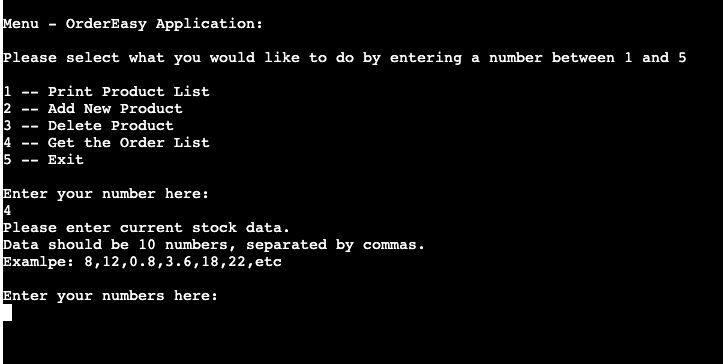 Menu - OrderEasy Application:
Please select what you would like to do by entering a number between 1 and 5
1 -- Print Product List
2 -- Add New Product
3 -- Delete Product
4 -- Get the Order List
5 -- Exit
Enter your number here:
4
Please enter current stock data.
Data should be 10 numbers, separated by commas.
Examlpe: 8,12,0.8,3.6,18,22,etc
Enter your numbers here: